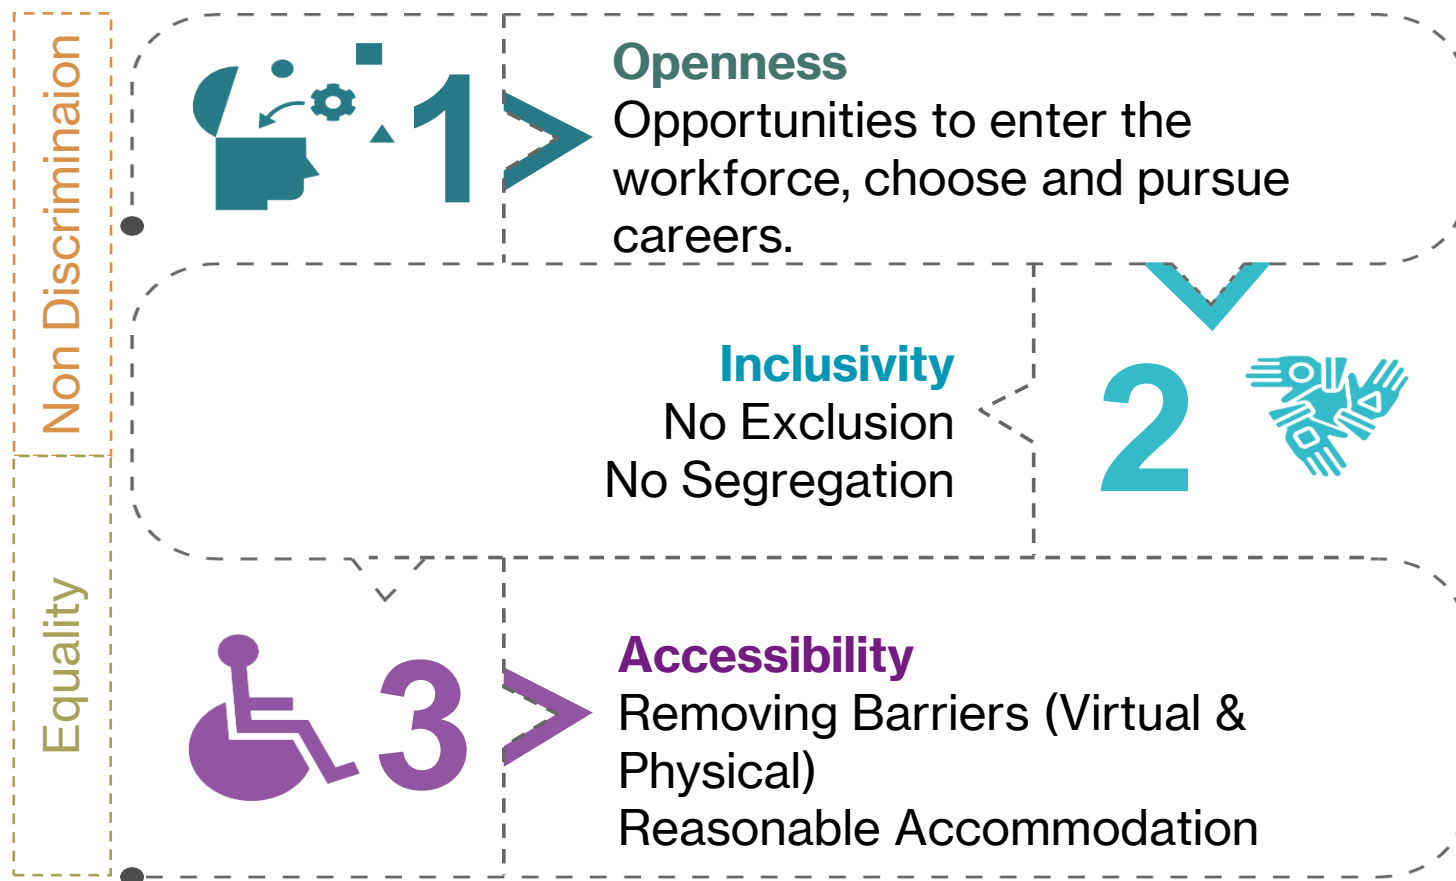 Non Discriminaion
Equality
1
Openness
Opportunities to enter the
workforce, choose and pursue
careers.
Inclusivity
No Exclusion
No Segregation
2
3
Accessibility
Removing Barriers (Virtual &
Physical)
Reasonable Accommodation